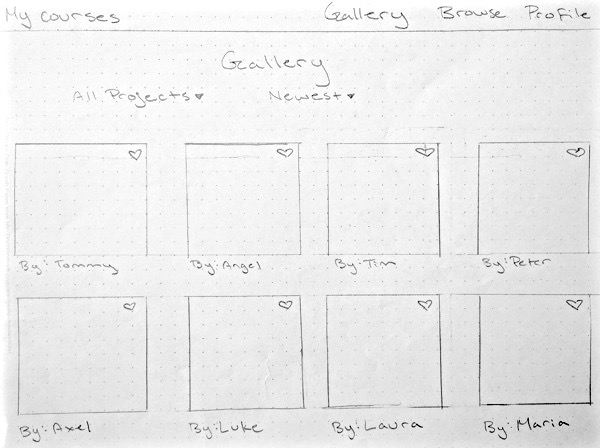 My courses Gallery Browse Profile
Gallery
All Projects Newest
By: Tommy By: Angel By: Tim By: Peter
By: Axel By: Luke By: Laura By: Maria